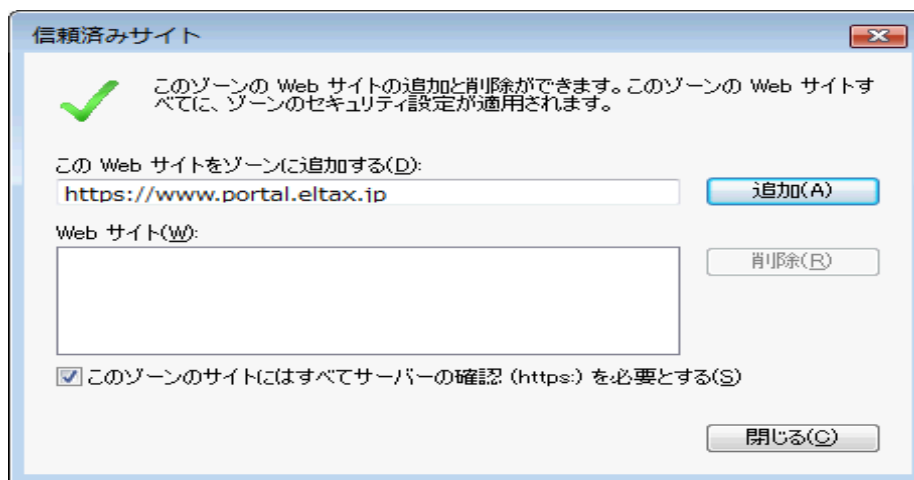 信頼済みサイト
このゾーンの Web サイトの追加と削除ができます。このゾーンの Web サイトす
べてに、ゾーンのセキュリティ設定が適用されます。
この Web サイトをゾーンに追加する(D):
https://www.portal.eltax.jp
追加(A)
Web サイト(W):
削除(R)
このゾーンのサイトにはすべてサーバーの確認 (https:) を必要とする(S)
閉じる(C)